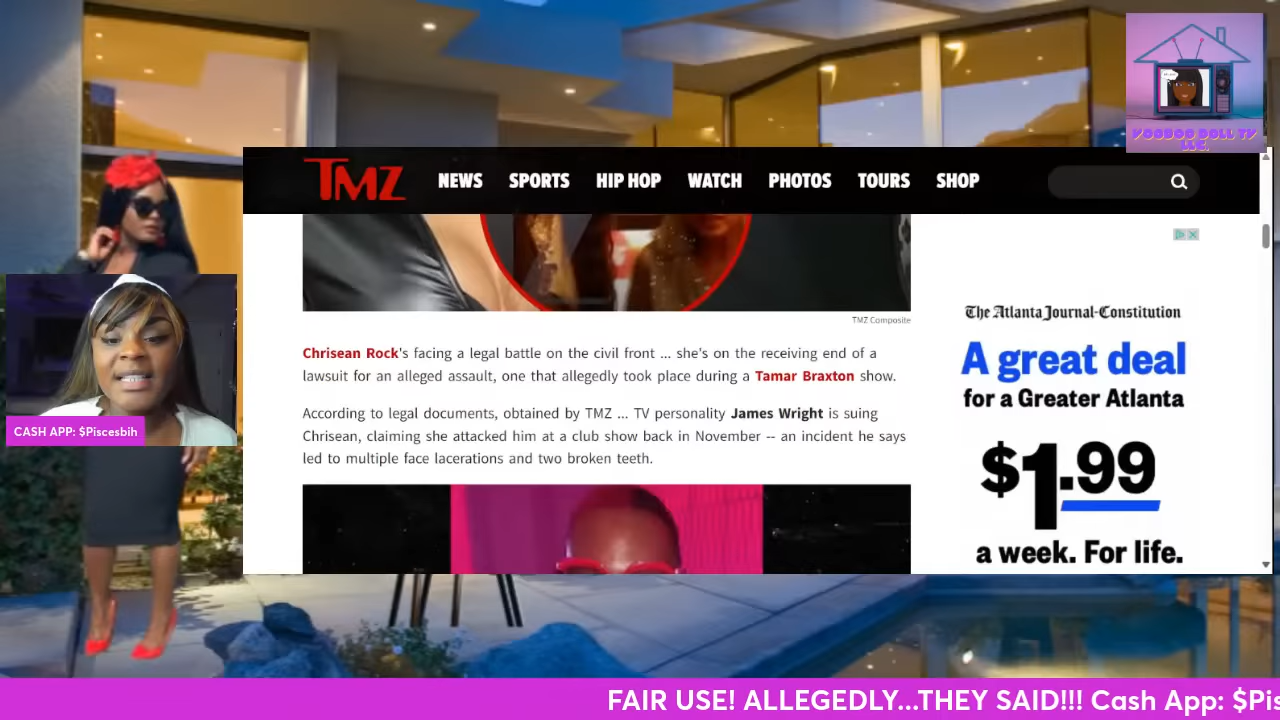 VOODOO DOLL TV
LLC.
TMZ
NEWS SPORTS HIP HOP WATCH PHOTOS TOURS SHOP
TMZ Composite
Chrisean Rock's facing a legal battle on the civil front ... she's on the receiving end of a
lawsuit for an alleged assault, one that allegedly took place during a Tamar Braxton show.
According to legal documents, obtained by TMZ ... TV personality James Wright is suing
Chrisean, claiming she attacked him at a club show back in November -- an incident he says
led to multiple face lacerations and two broken teeth.
The Atlanta Journal-Constitution
A great deal
for a Greater Atlanta
$1.99
a week. For life.
CASH APP: $Piscesbih
FAIR USE! ALLEGEDLY...THEY SAID!!! Cash App: $Pis